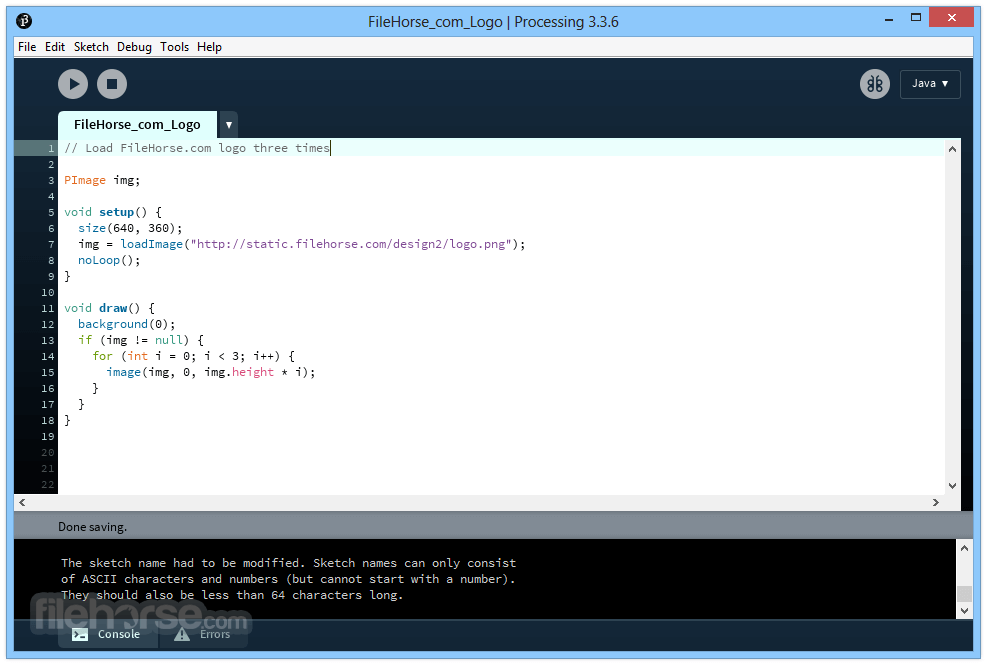 FileHorse_com_Logo | Processing 3.3.6
File Edit Sketch Debug Tools Help
Java ▼
FileHorse_com_Logo ▼
1 // Load FileHorse.com logo three times
2
3 PImage img;
4
5 void setup() {
6   size(640, 360);
7   img = loadImage("http://static.filehorse.com/design2/logo.png");
8   noLoop();
9 }
10
11 void draw() {
12   background(0);
13   if (img != null) {
14     for (int i = 0; i < 3; i++) {
15       image(img, 0, img.height * i);
16     }
17   }
18 }
19
20
21
22
Done saving.
The sketch name had to be modified. Sketch names can only consist
of ASCII characters and numbers (but cannot start with a number).
They should also be less than 64 characters long.
filehorse.com
Console Errors